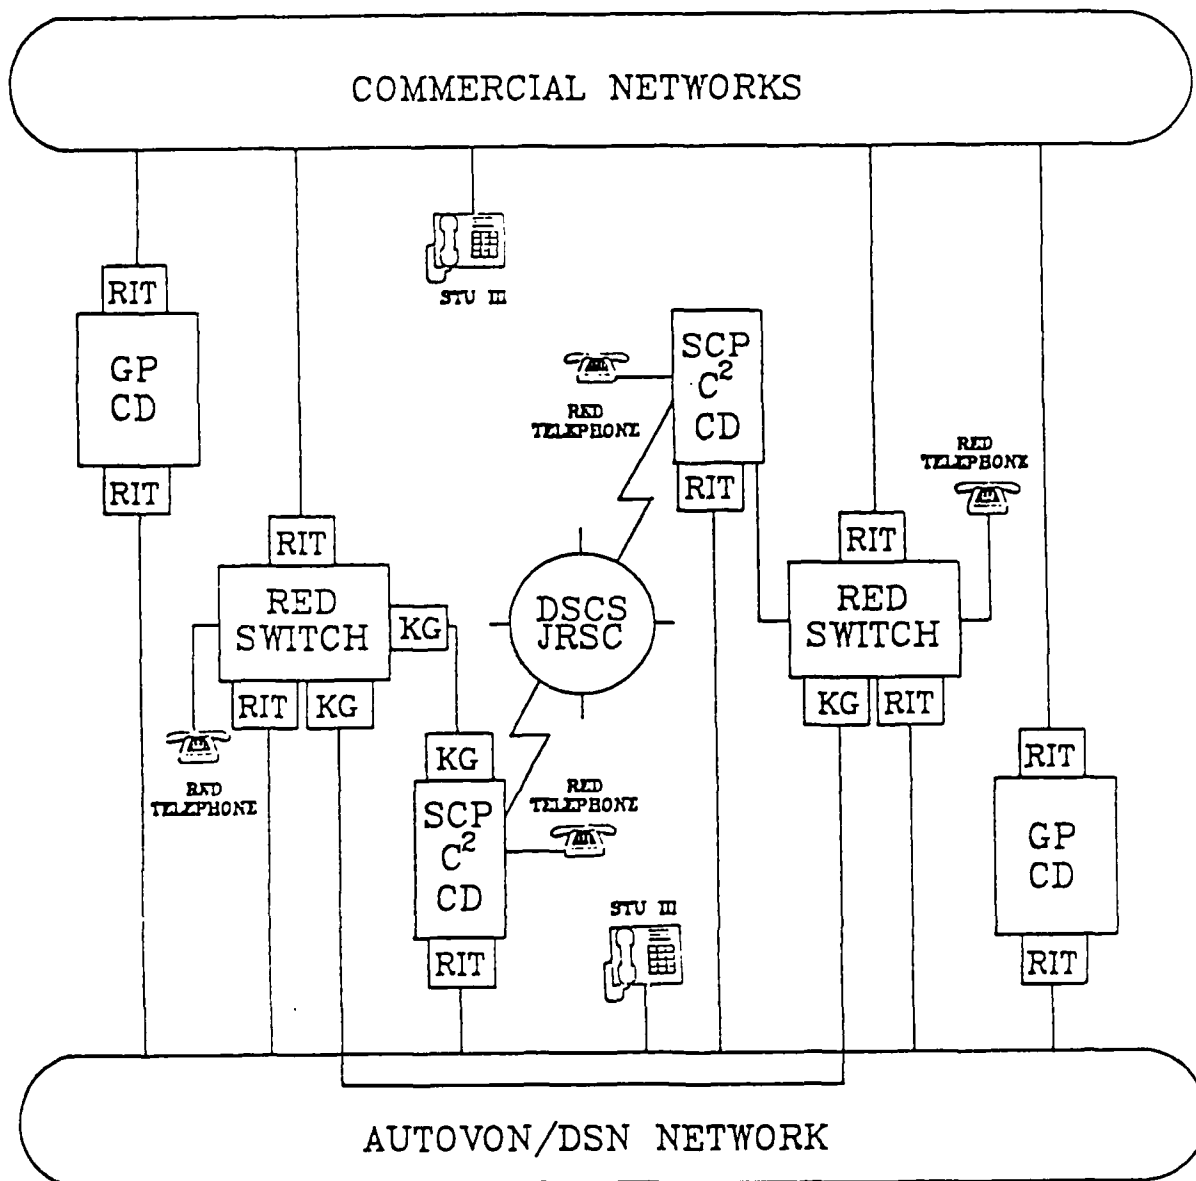 COMMERCIAL NETWORKS
STU III
RIT
GP
CD
RIT
SCP
C²
CD
RIT
RED
TELEPHONE
RED
TELEPHONE
RIT
RED
SWITCH
KG
RIT
KG
RED
TELEPHONE
DSCS
JRSC
RIT
RED
SWITCH
KG
RIT
KG
SCP
C²
CD
RIT
RED
TELEPHONE
STU III
RIT
GP
CD
RIT
AUTOVON/DSN NETWORK